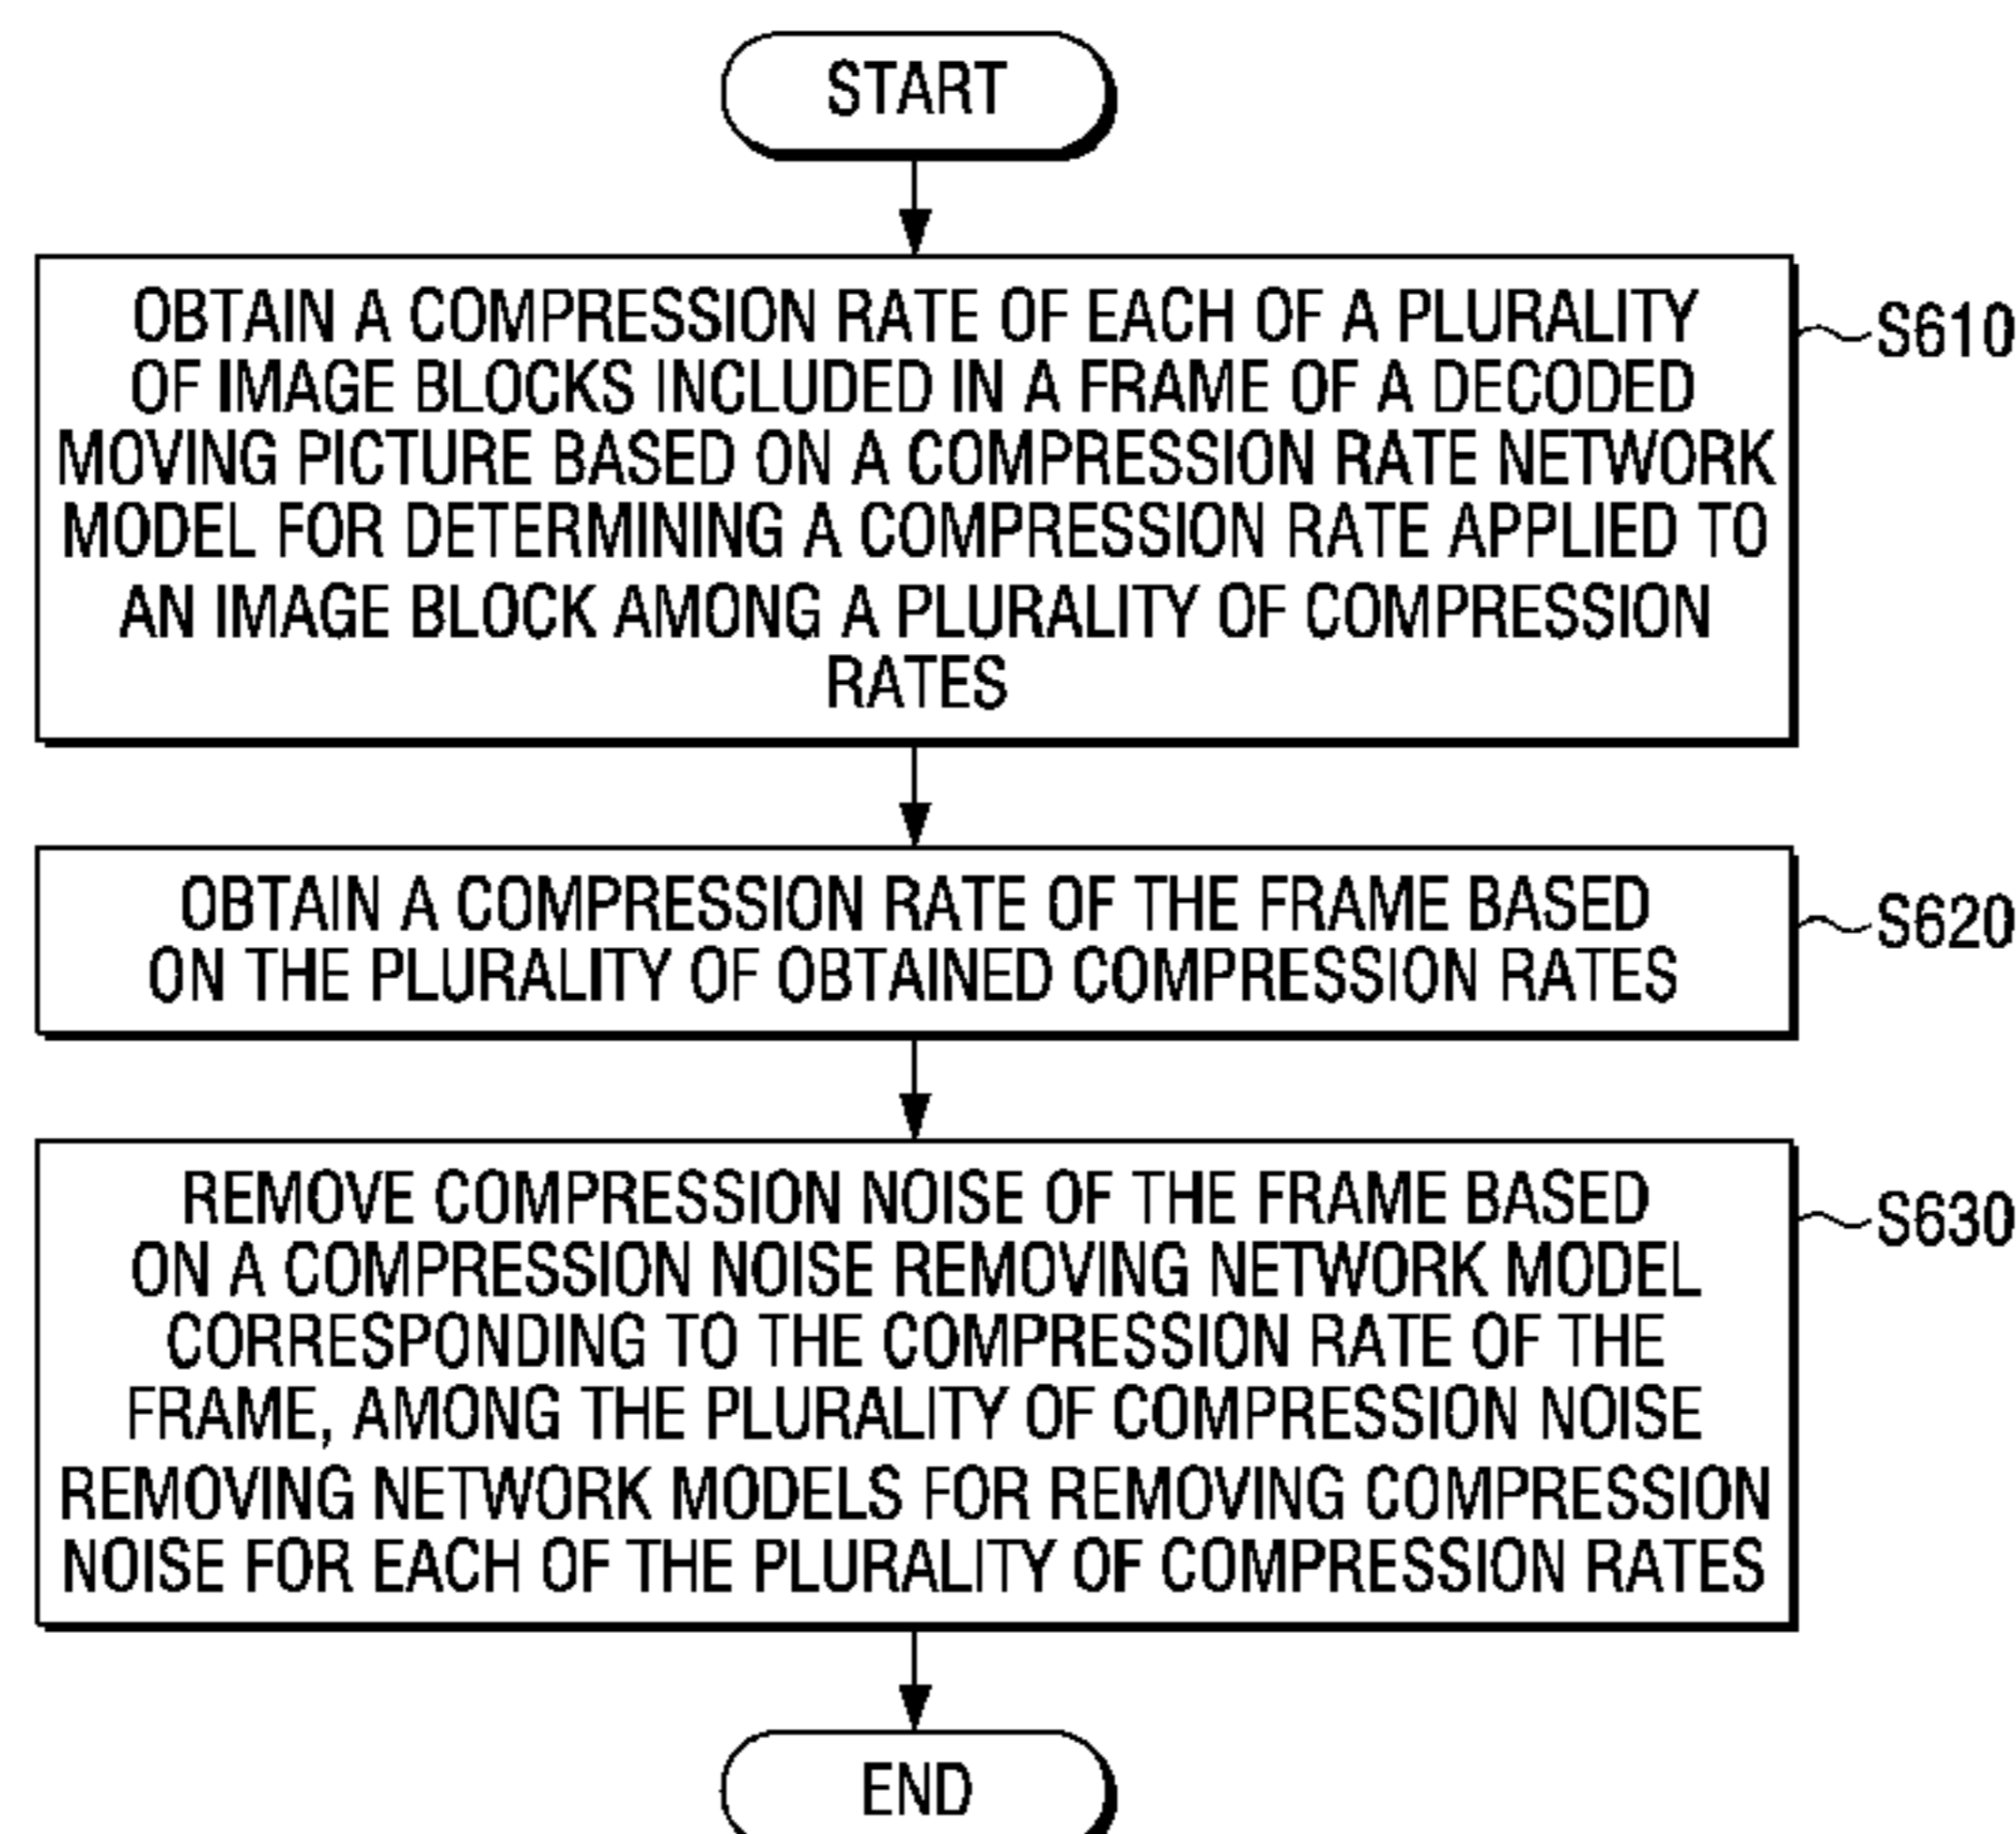 START
OBTAIN A COMPRESSION RATE OF EACH OF A PLURALITY
OF IMAGE BLOCKS INCLUDED IN A FRAME OF A DECODED
MOVING PICTURE BASED ON A COMPRESSION RATE NETWORK
MODEL FOR DETERMINING A COMPRESSION RATE APPLIED TO
AN IMAGE BLOCK AMONG A PLURALITY OF COMPRESSION
RATES
S610
OBTAIN A COMPRESSION RATE OF THE FRAME BASED
ON THE PLURALITY OF OBTAINED COMPRESSION RATES
S620
REMOVE COMPRESSION NOISE OF THE FRAME BASED
ON A COMPRESSION NOISE REMOVING NETWORK MODEL
CORRESPONDING TO THE COMPRESSION RATE OF THE
FRAME, AMONG THE PLURALITY OF COMPRESSION NOISE
REMOVING NETWORK MODELS FOR REMOVING COMPRESSION
NOISE FOR EACH OF THE PLURALITY OF COMPRESSION RATES
S630
END